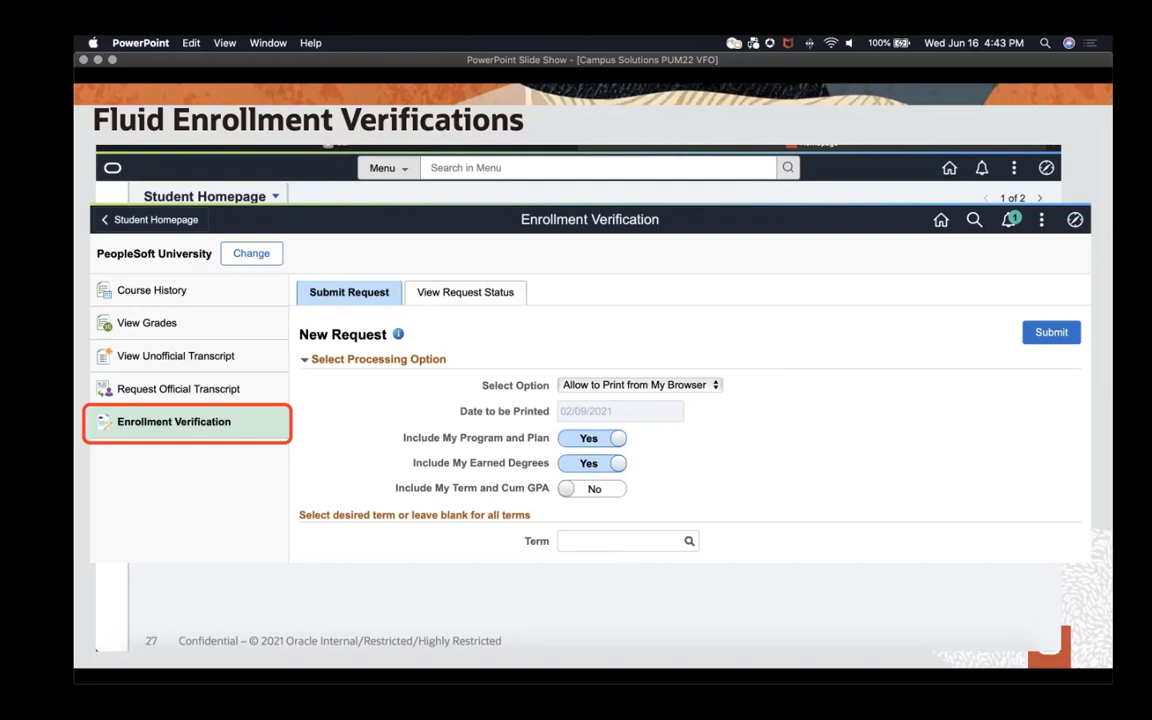 PowerPoint Edit View Window Help 100% Wed Jun 16 4:43 PM
PowerPoint Slide Show - [Campus Solutions PUM22 VFO]
Fluid Enrollment Verifications
Menu Search in Menu
Student Homepage 1 of 2
Student Homepage Enrollment Verification 1
PeopleSoft University Change
Course History
View Grades
View Unofficial Transcript
Request Official Transcript
Enrollment Verification
Submit Request View Request Status
New Request Submit
Select Processing Option
Select Option Allow to Print from My Browser
Date to be Printed 02/09/2021
Include My Program and Plan Yes
Include My Earned Degrees Yes
Include My Term and Cum GPA No
Select desired term or leave blank for all terms
Term
27 Confidential – © 2021 Oracle Internal/Restricted/Highly Restricted